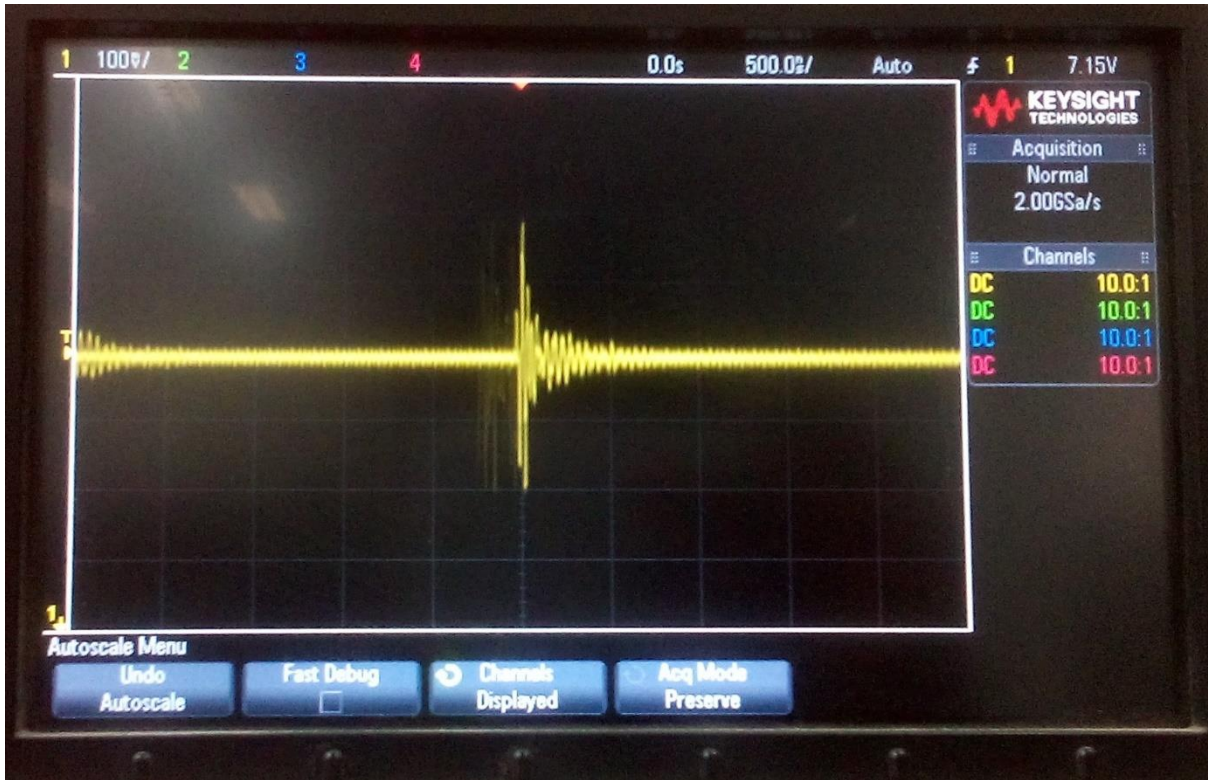 1 100m̲V/ 2 3 4 0.0s 500.0ns/ Auto 1 7.15V
KEYSIGHT
TECHNOLOGIES
Acquisition
Normal
2.00GSa/s
Channels
DC 10.0:1
DC 10.0:1
DC 10.0:1
DC 10.0:1
T
1
Autoscale Menu
Undo
Autoscale
Fast Debug
Channels
Displayed
Acq Mode
Preserve